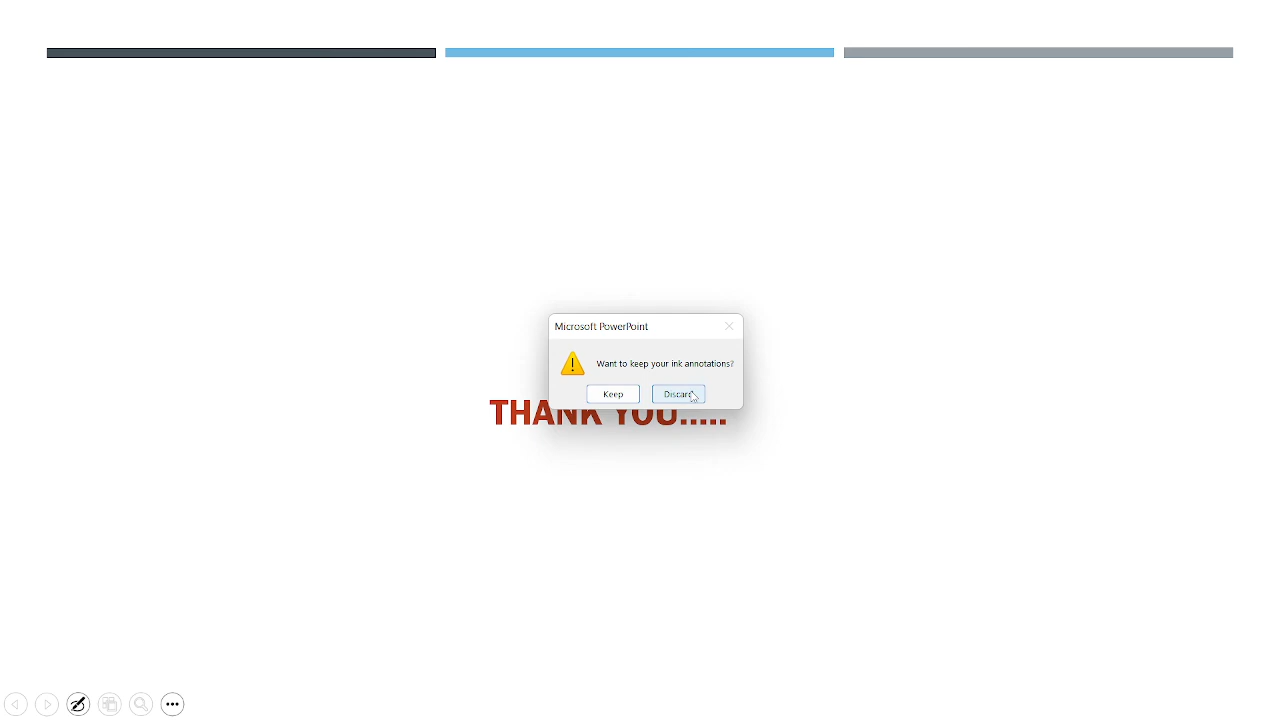 Microsoft PowerPoint
Want to keep your ink annotations?
Keep
Discard
THANK YOU.....